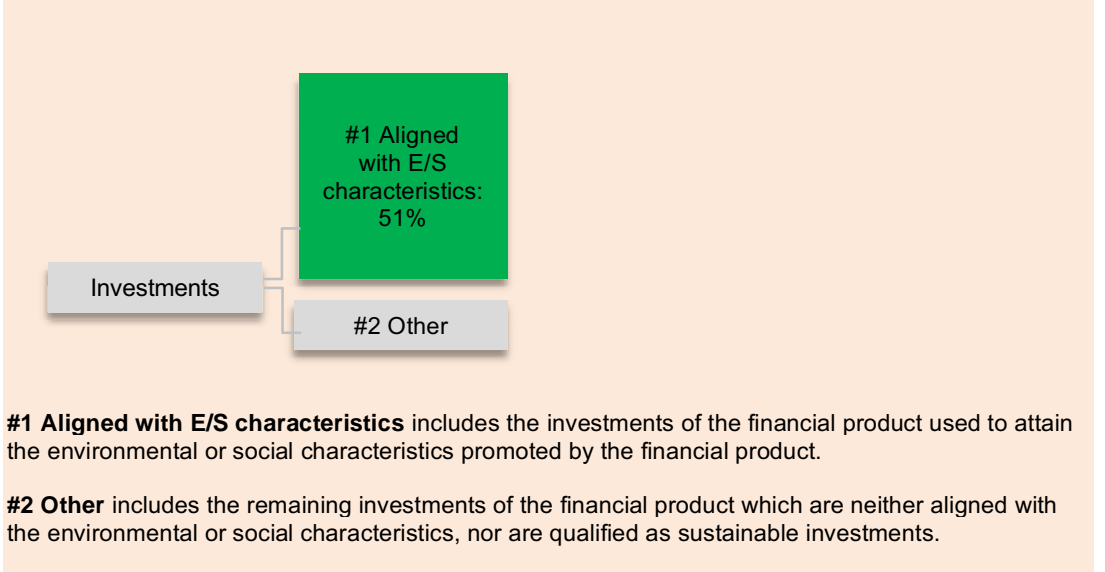 #1 Aligned
with E/S
characteristics:
51%
Investments
#2 Other
#1 Aligned with E/S characteristics includes the investments of the financial product used to attain
the environmental or social characteristics promoted by the financial product.
#2 Other includes the remaining investments of the financial product which are neither aligned with
the environmental or social characteristics, nor are qualified as sustainable investments.